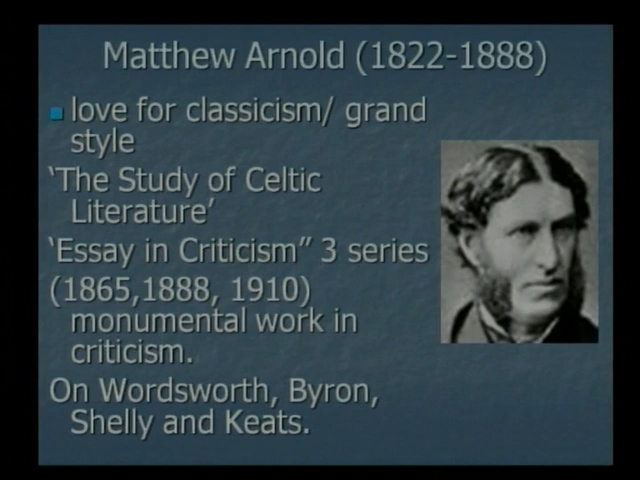 Matthew Arnold (1822-1888)
love for classicism/ grand
style
‘The Study of Celtic
Literature’
‘Essay in Criticism” 3 series
(1865,1888, 1910)
monumental work in
criticism.
On Wordsworth, Byron,
Shelly and Keats.